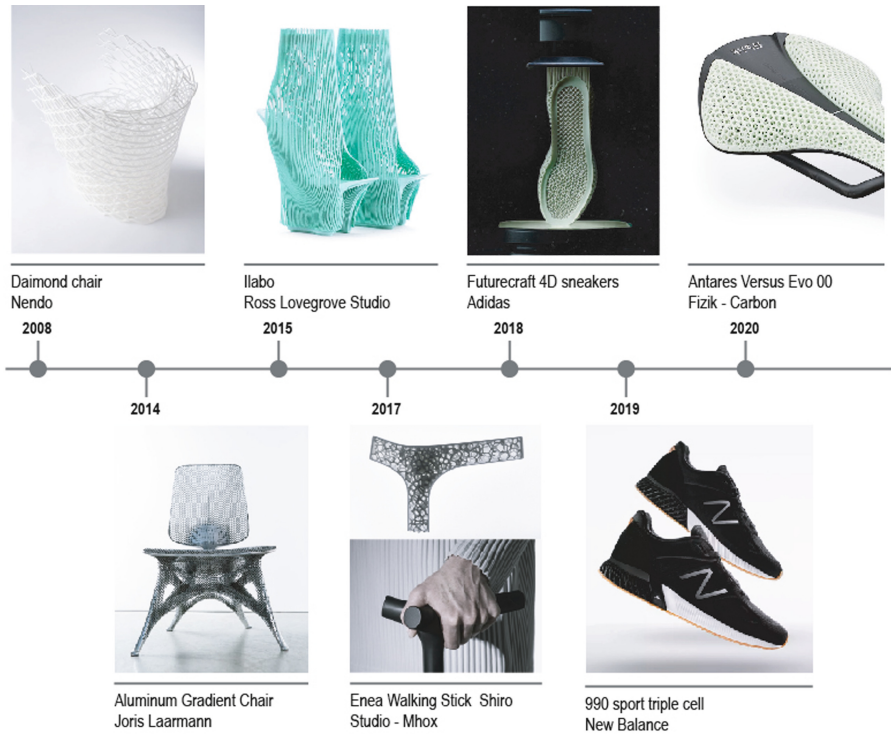 Daimond chair
Nendo
Ilabo
Ross Lovegrove Studio
Futurecraft 4D sneakers
Adidas
Antares Versus Evo 00
Fizik - Carbon
2008
2015
2018
2020
2014
2017
2019
Aluminum Gradient Chair
Joris Laarmann
Enea Walking Stick Shiro
Studio - Mhox
990 sport triple cell
New Balance